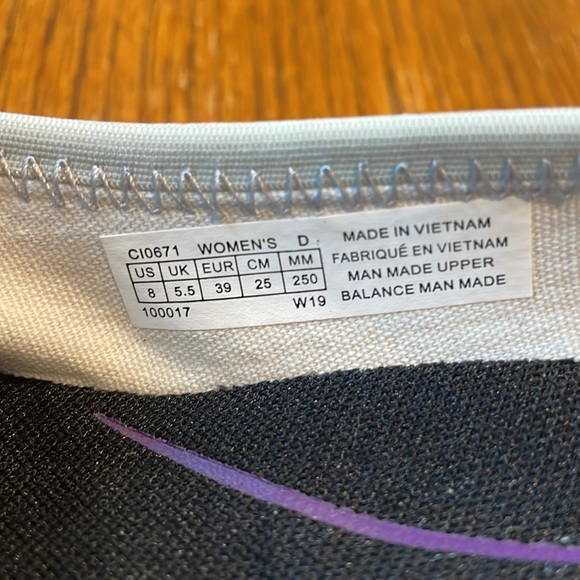 CI0671 WOMEN'S D
US UK EUR CM MM
8 5.5 39 25 250
100017 W19
MADE IN VIETNAM
FABRIQUÉ EN VIETNAM
MAN MADE UPPER
BALANCE MAN MADE